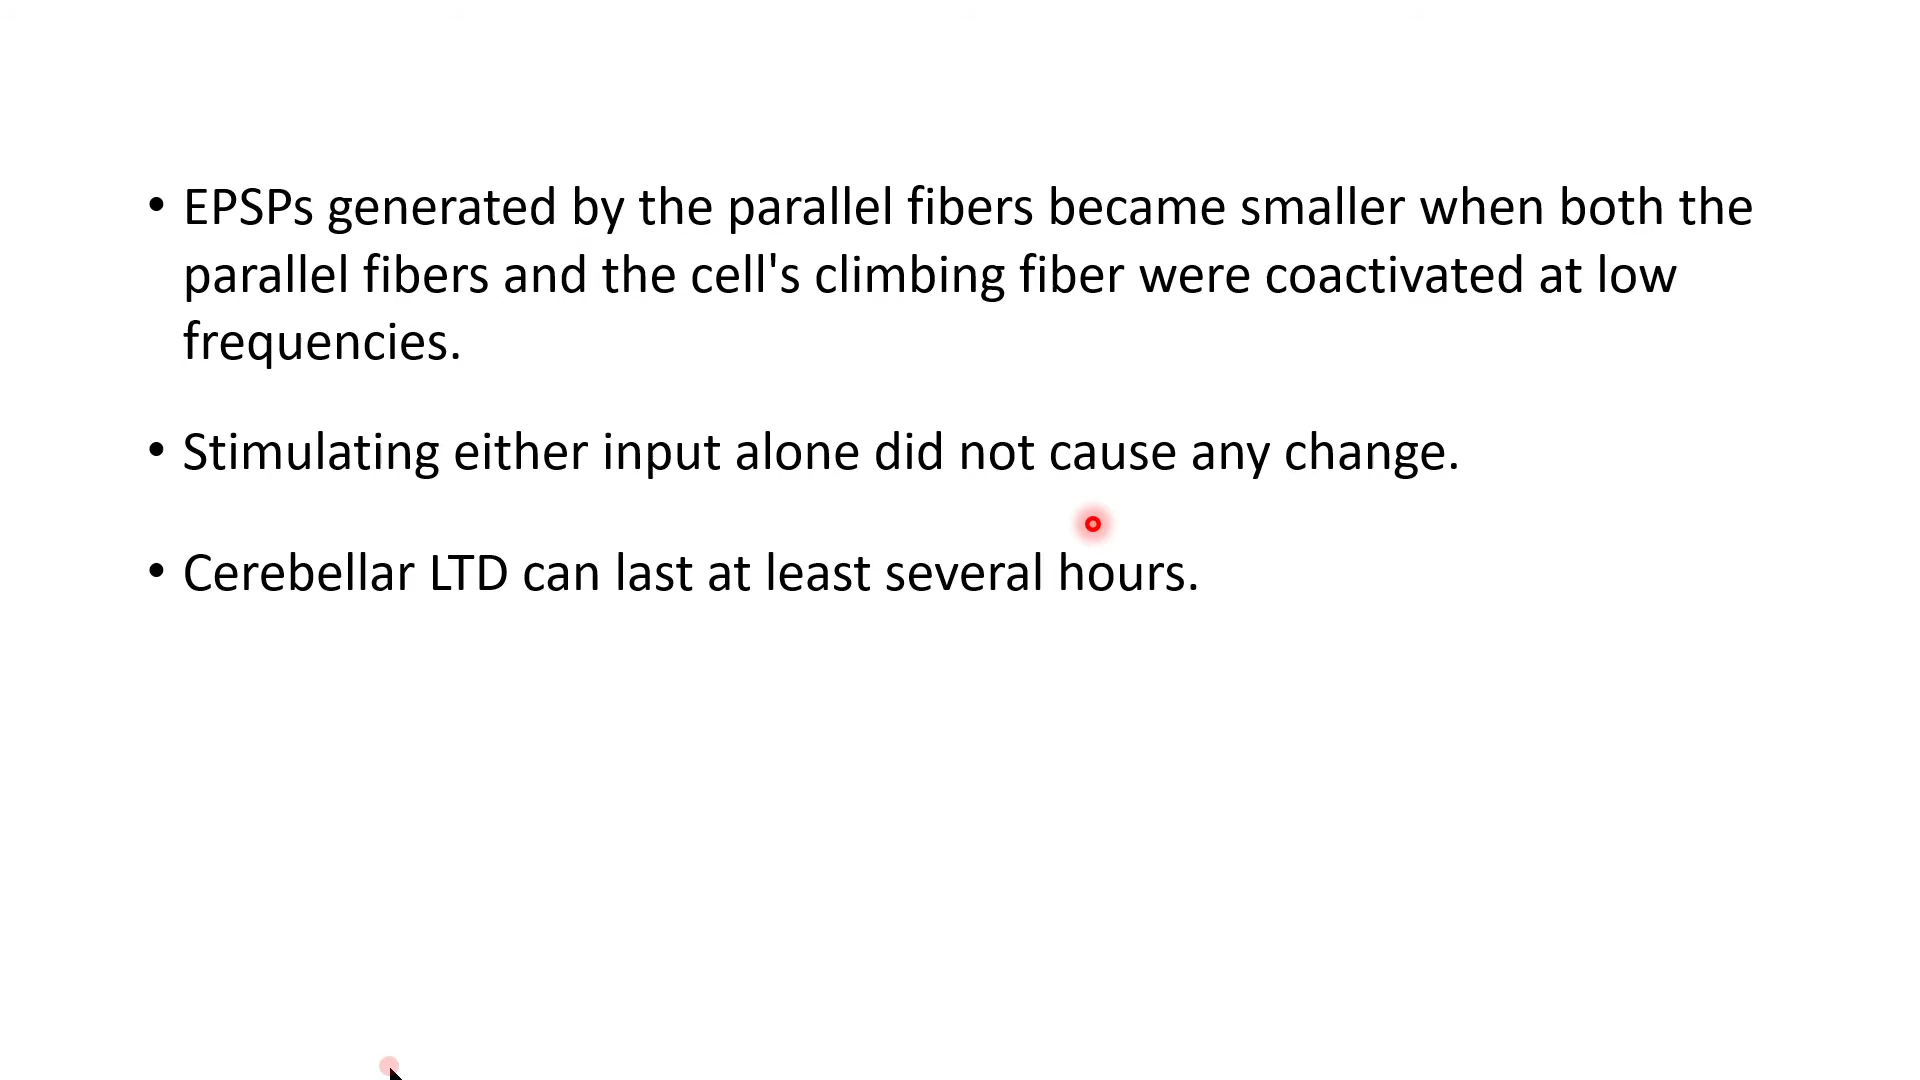 • EPSPs generated by the parallel fibers became smaller when both the
parallel fibers and the cell's climbing fiber were coactivated at low
frequencies.
• Stimulating either input alone did not cause any change.
• Cerebellar LTD can last at least several hours.